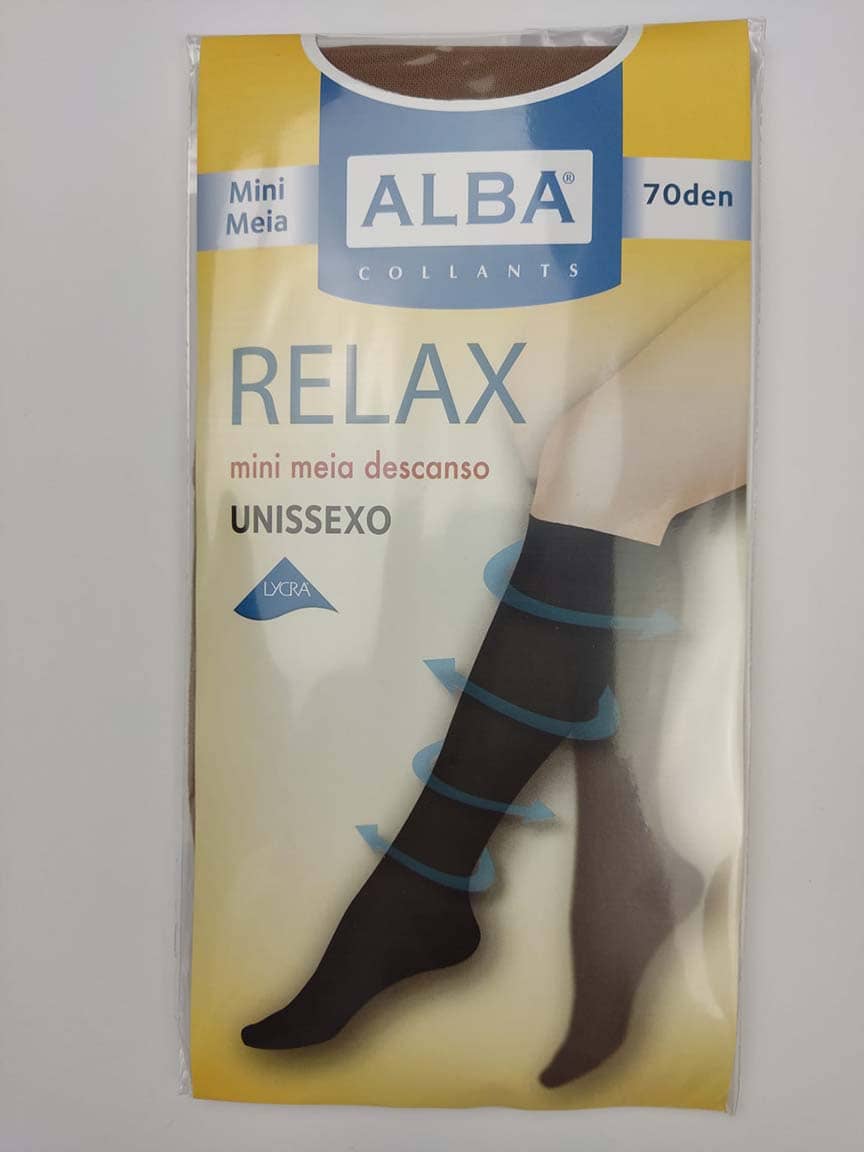 Mini
Meia
ALBA®
COLLANTS
70den
RELAX
mini meia descanso
UNISSEXO
LYCRA